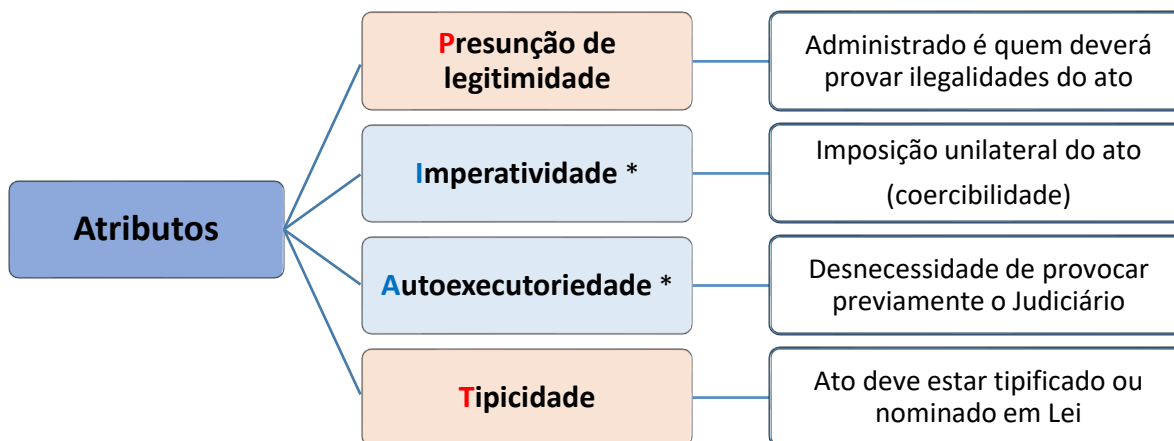 Atributos
Presunção de
legitimidade
Administrado é quem deverá
provar ilegalidades do ato
Imperatividade *
Imposição unilateral do ato
(coercibilidade)
Autoexecutoriedade *
Desnecessidade de provocar
previamente o Judiciário
Tipicidade
Ato deve estar tipificado ou
nominado em Lei